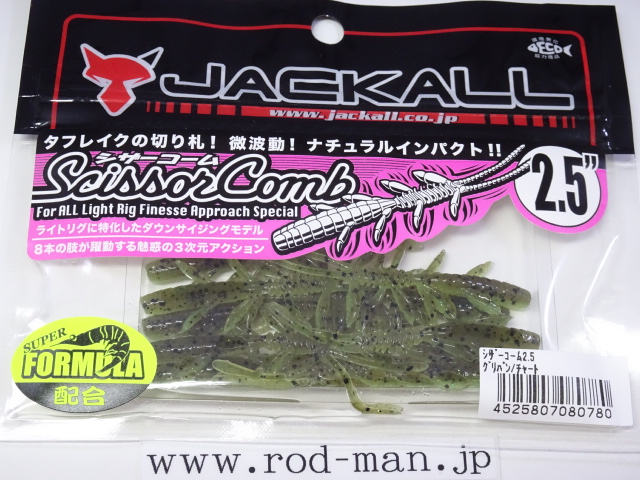 JACKALL
www.jackall.co.jp
ECO
タフレイクの切り札! 微波動! ナチュラルインパクト!!
シザーコーム
Scissor Comb
2.5"
For ALL Light Rig Finesse Approach Special
ライトリグに特化したダウンサイジングモデル
8本の肢が躍動する魅惑の3次元アクション
SUPER
FORMULA
配合
ｼｻﾞｰｺｰﾑ2.5
ｸﾞﾘﾊﾟﾝ/ﾁｬｰﾄ
4525807080780
www.rod-man.jp